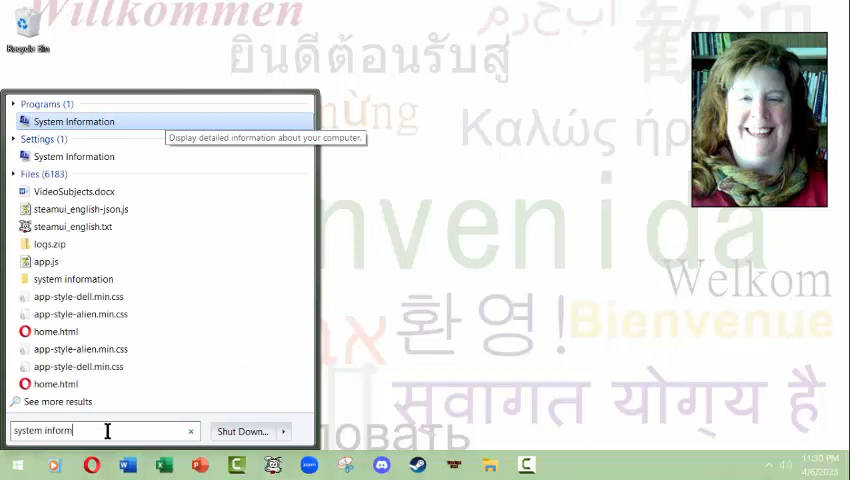 Willkommen
ยินดีต้อนรับสู่
Recycle Bin
Programs (1)
System Information
Display detailed information about your computer.
Settings (1)
System Information
Files (6183)
VideoSubjects.docx
steamui_english-json.js
steamui_english.txt
logs.zip
app.js
system information
app-style-dell.min.css
app-style-alien.min.css
home.html
app-style-alien.min.css
app-style-dell.min.css
home.html
See more results
system inform
Shut Down...
Καλώς ήρ
Bienvenida
Welkom
환영!
Bienvenue
स्वागत योग्य है
ловать
11:30 PM
4/6/2023